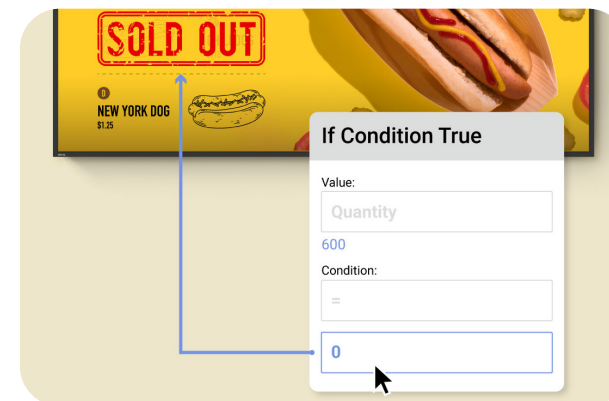 SOLD OUT
D
NEW YORK DOG
$1.25
If Condition True
Value:
Quantity
600
Condition:
=
0